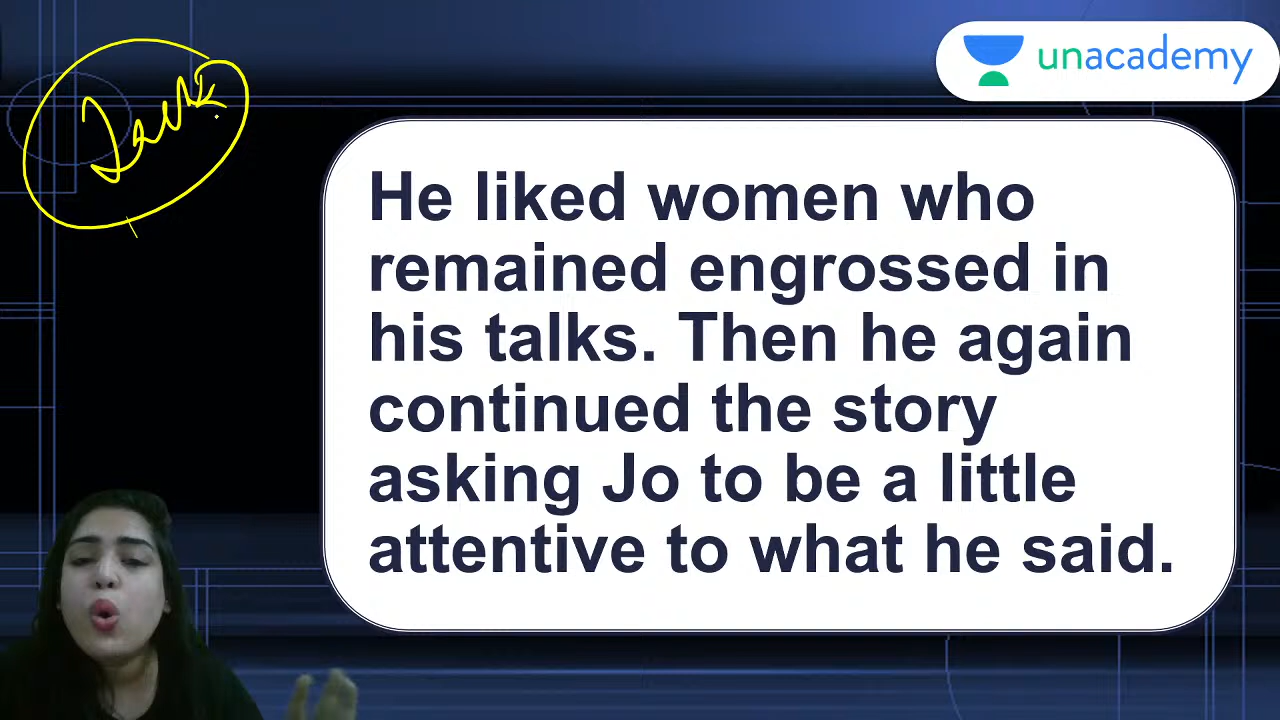 unacademy
He liked women who
remained engrossed in
his talks. Then he again
continued the story
asking Jo to be a little
attentive to what he said.